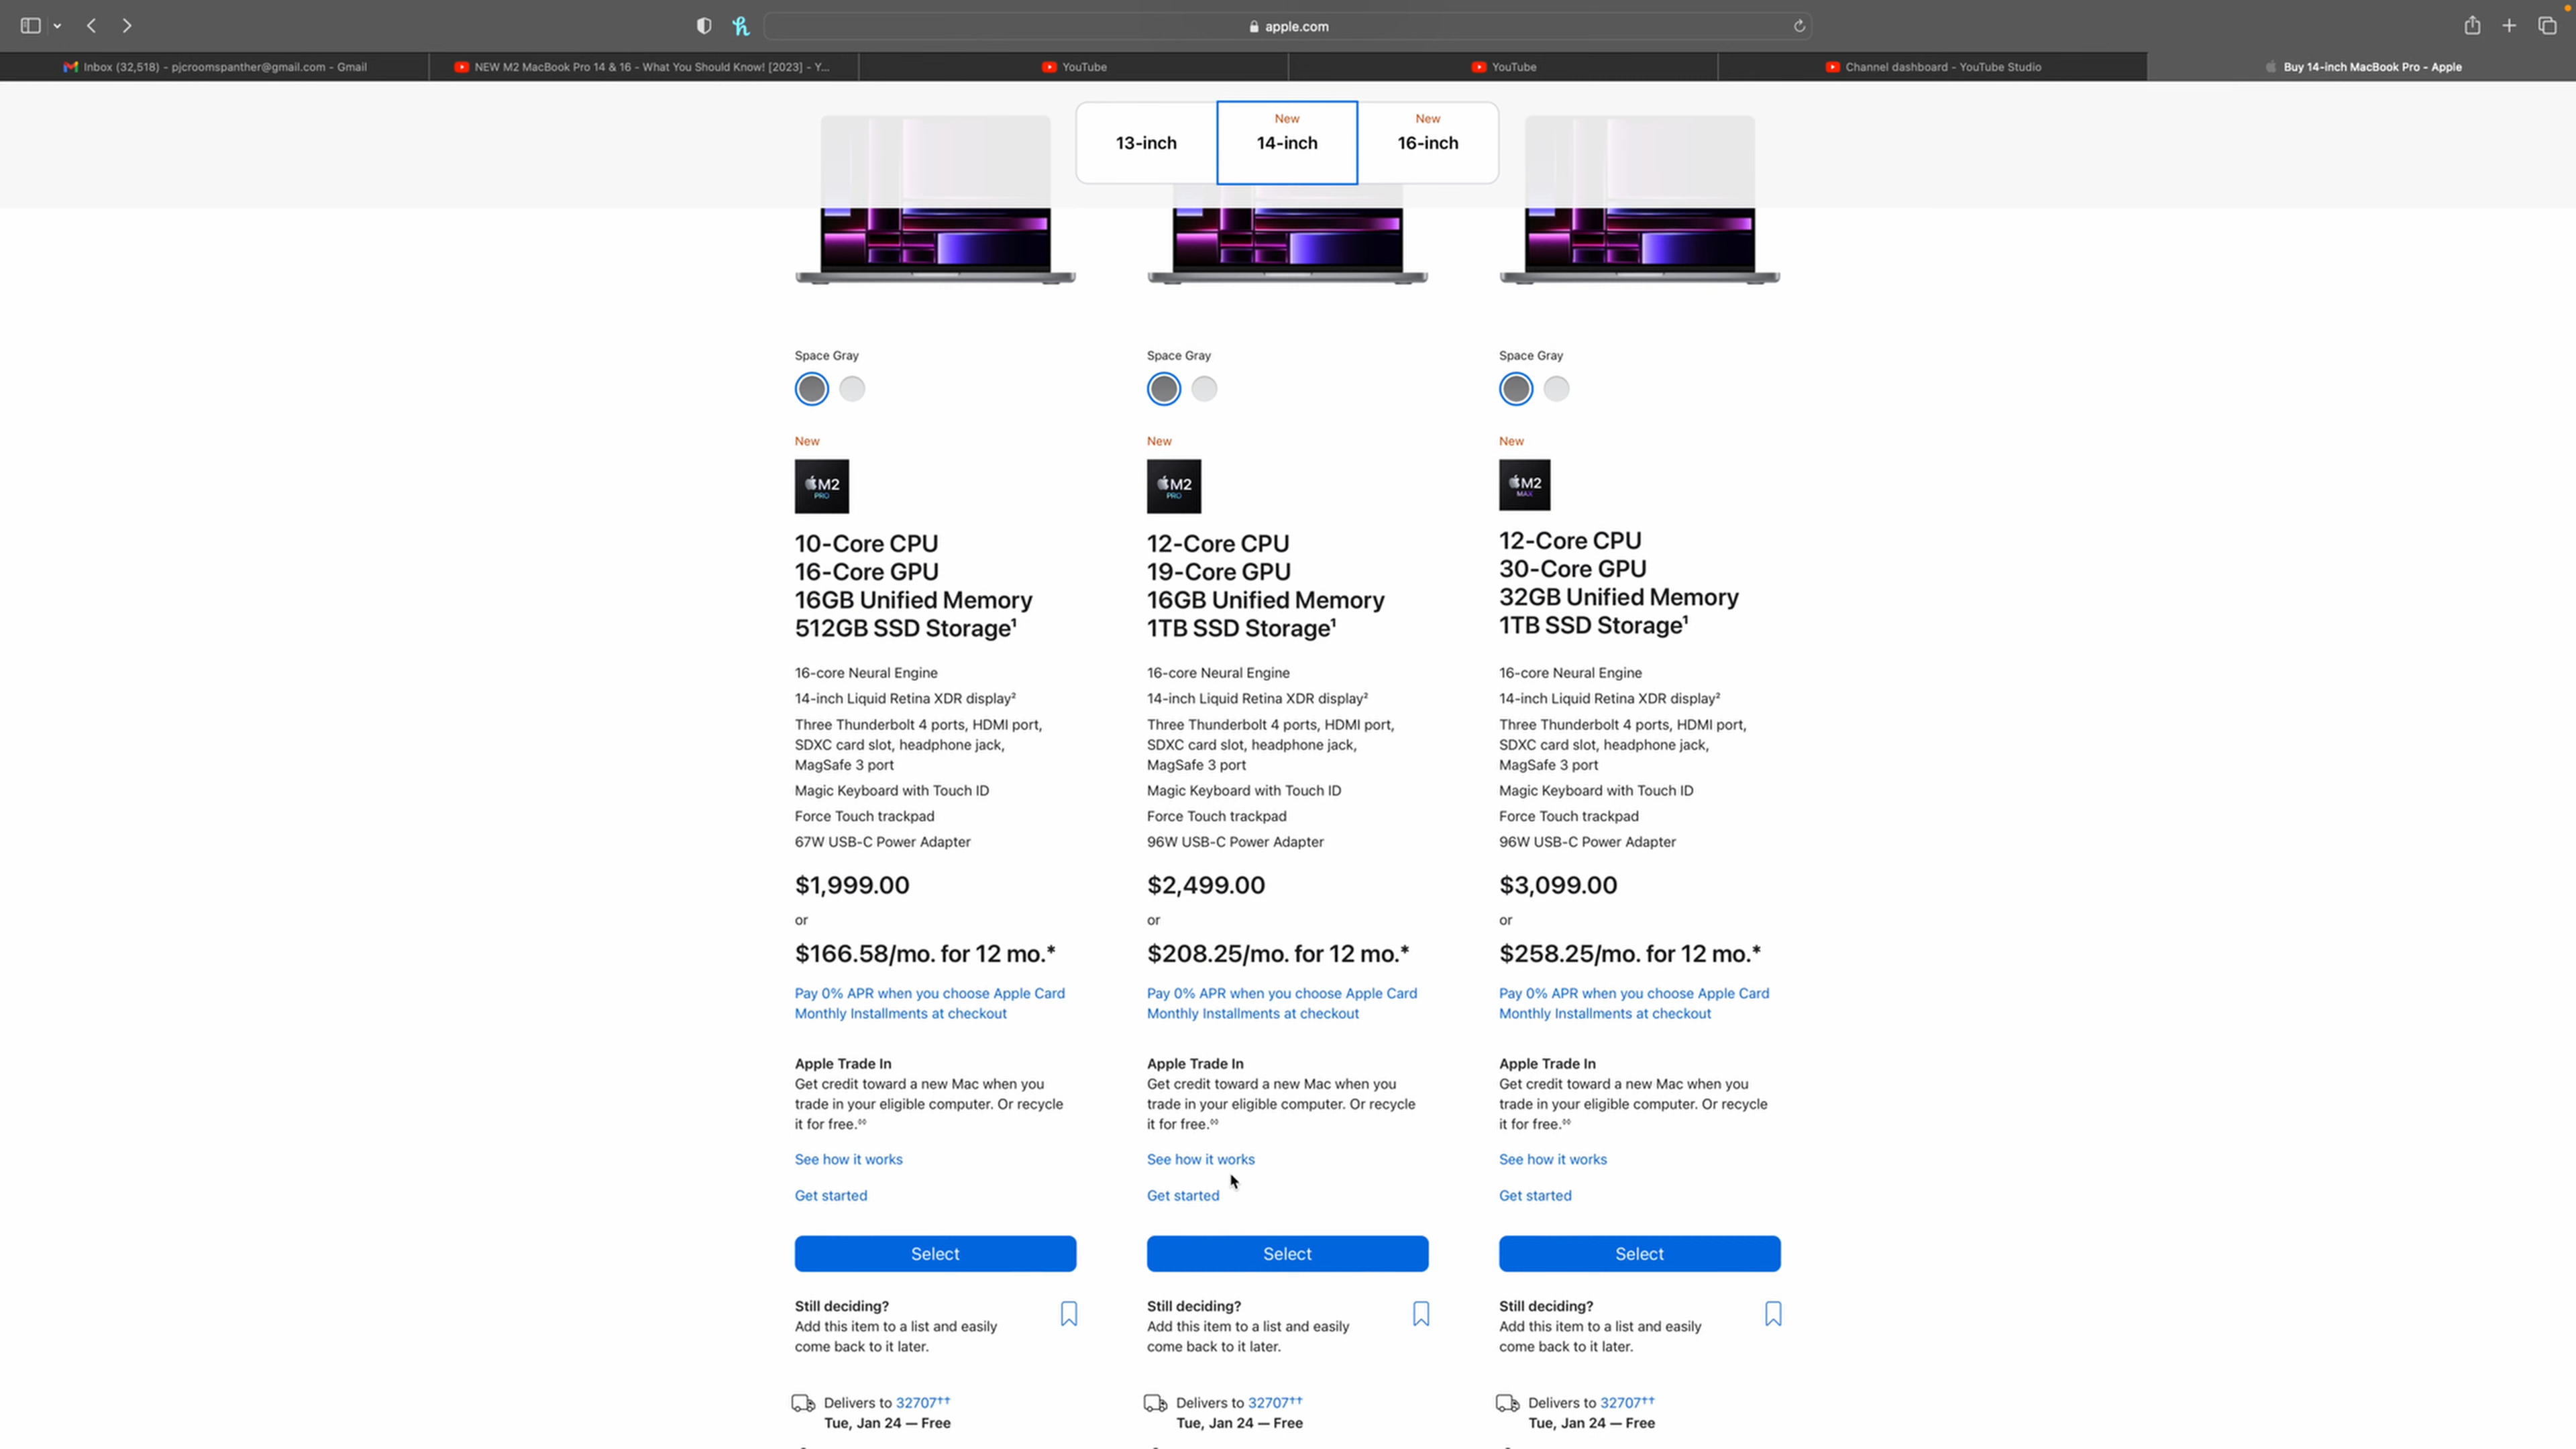 apple.com
Inbox (32,518) - pjcroomspanther@gmail.com - Gmail
NEW M2 MacBook Pro 14 & 16 - What You Should Know! [2023] - Y...
YouTube
YouTube
Channel dashboard - YouTube Studio
Buy 14-inch MacBook Pro - Apple
13-inch
New
14-inch
New
16-inch
Space Gray
New
M2
PRO
10-Core CPU
16-Core GPU
16GB Unified Memory
512GB SSD Storage¹
16-core Neural Engine
14-inch Liquid Retina XDR display²
Three Thunderbolt 4 ports, HDMI port,
SDXC card slot, headphone jack,
MagSafe 3 port
Magic Keyboard with Touch ID
Force Touch trackpad
67W USB-C Power Adapter
$1,999.00
or
$166.58/mo. for 12 mo.*
Pay 0% APR when you choose Apple Card
Monthly Installments at checkout
Apple Trade In
Get credit toward a new Mac when you
trade in your eligible computer. Or recycle
it for free.◊◊
See how it works
Get started
Select
Still deciding?
Add this item to a list and easily
come back to it later.
Delivers to 32707††
Tue, Jan 24 — Free
Space Gray
New
M2
PRO
12-Core CPU
19-Core GPU
16GB Unified Memory
1TB SSD Storage¹
16-core Neural Engine
14-inch Liquid Retina XDR display²
Three Thunderbolt 4 ports, HDMI port,
SDXC card slot, headphone jack,
MagSafe 3 port
Magic Keyboard with Touch ID
Force Touch trackpad
96W USB-C Power Adapter
$2,499.00
or
$208.25/mo. for 12 mo.*
Pay 0% APR when you choose Apple Card
Monthly Installments at checkout
Apple Trade In
Get credit toward a new Mac when you
trade in your eligible computer. Or recycle
it for free.◊◊
See how it works
Get started
Select
Still deciding?
Add this item to a list and easily
come back to it later.
Delivers to 32707††
Tue, Jan 24 — Free
Space Gray
New
M2
MAX
12-Core CPU
30-Core GPU
32GB Unified Memory
1TB SSD Storage¹
16-core Neural Engine
14-inch Liquid Retina XDR display²
Three Thunderbolt 4 ports, HDMI port,
SDXC card slot, headphone jack,
MagSafe 3 port
Magic Keyboard with Touch ID
Force Touch trackpad
96W USB-C Power Adapter
$3,099.00
or
$258.25/mo. for 12 mo.*
Pay 0% APR when you choose Apple Card
Monthly Installments at checkout
Apple Trade In
Get credit toward a new Mac when you
trade in your eligible computer. Or recycle
it for free.◊◊
See how it works
Get started
Select
Still deciding?
Add this item to a list and easily
come back to it later.
Delivers to 32707††
Tue, Jan 24 — Free